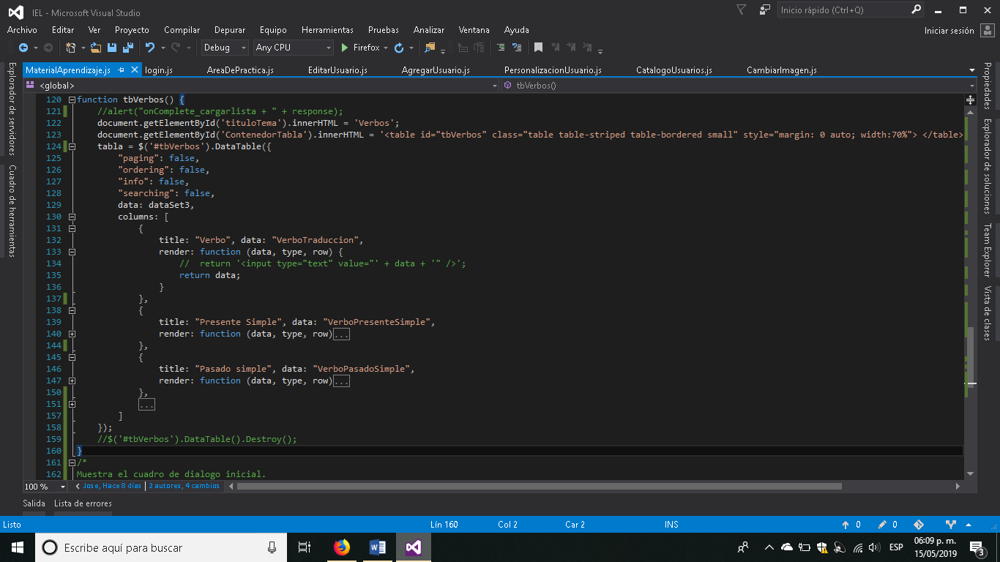 IEL - Microsoft Visual Studio
Inicio rápido (Ctrl+Q)
Archivo Editar Ver Proyecto Compilar Depurar Equipo Herramientas Pruebas Analizar Ventana Ayuda
Iniciar sesión
Debug Any CPU Firefox
MaterialAprendizaje.js login.js AreaDePractica.js EditarUsuario.js AgregarUsuario.js PersonalizacionUsuario.js CatalogoUsuarios.js CambiarImagen.js
<global> tbVerbos()
Explorador de servidores
Cuadro de herramientas
120 function tbVerbos() {
121 //alert("onComplete_cargarlista + " + response);
122 document.getElementById('tituloTema').innerHTML = 'Verbos';
123 document.getElementById('ContenedorTabla').innerHTML = '<table id="tbVerbos" class="table table-striped table-bordered small" style="margin: 0 auto; width:70%"> </table>
124 tabla = $('#tbVerbos').DataTable({
125 "paging": false,
126 "ordering": false,
127 "info": false,
128 "searching": false,
129 data: dataSet3,
130 columns: [
131 {
132 title: "Verbo", data: "VerboTraduccion",
133 render: function (data, type, row) {
134 //  return '<input type="text" value="' + data + '" />';
135 return data;
136 }
137 },
138 {
139 title: "Presente Simple", data: "VerboPresenteSimple",
140 render: function (data, type, row)...
144 },
145 {
146 title: "Pasado simple", data: "VerboPasadoSimple",
147 render: function (data, type, row)...
150 },
151 ...
157 ]
158 });
159 //$('#tbVerbos').DataTable().Destroy();
160 }
161 /*
162 Muestra el cuadro de dialogo inicial.
Propiedades
Explorador de soluciones
Team Explorer
Vista de clases
100 % Jose, Hace 8 días | 2 autores, 4 cambios
Salida Lista de errores
Listo Lín 160 Col 2 Car 2 INS 0 0
Escribe aquí para buscar
ESP
06:09 p. m.
15/05/2019
3